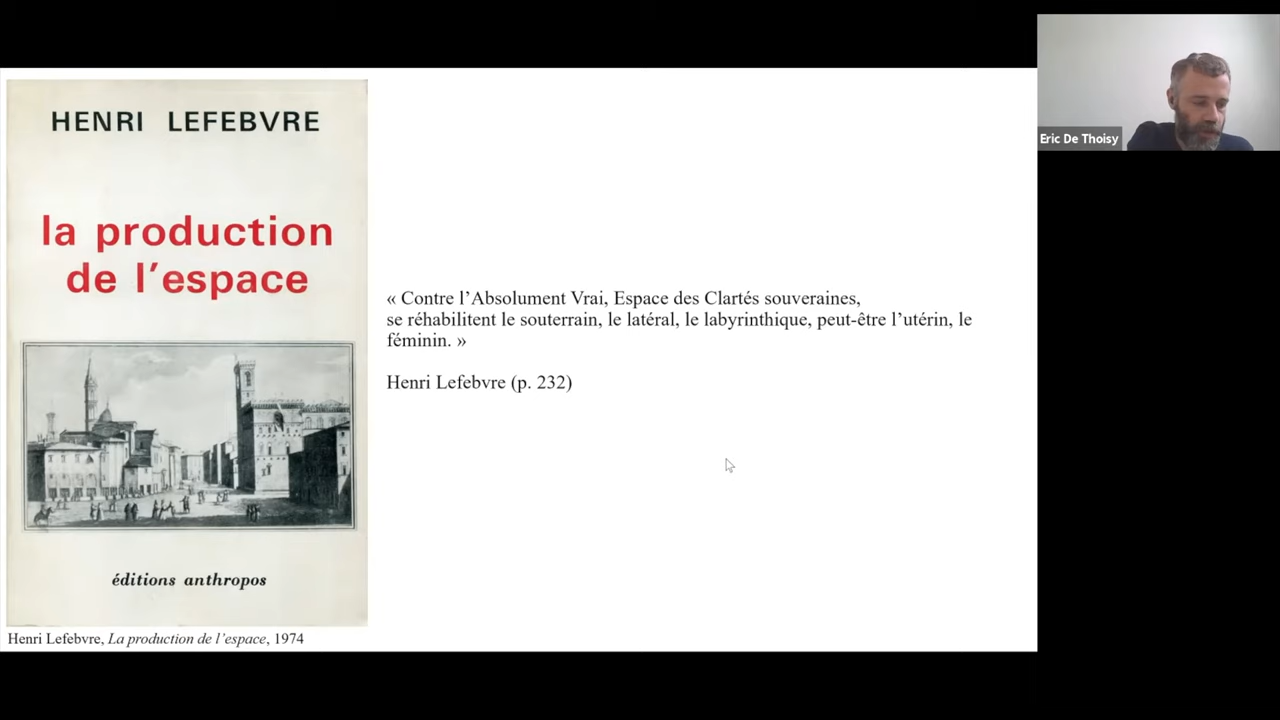 HENRI LEFEBVRE
la production
de l'espace
éditions anthropos
Henri Lefebvre, La production de l'espace, 1974
« Contre l'Absolument Vrai, Espace des Clartés souveraines,
se réhabilitent le souterrain, le latéral, le labyrinthique, peut-être l'utérin, le
féminin. »
Henri Lefebvre (p. 232)
Eric De Thoisy